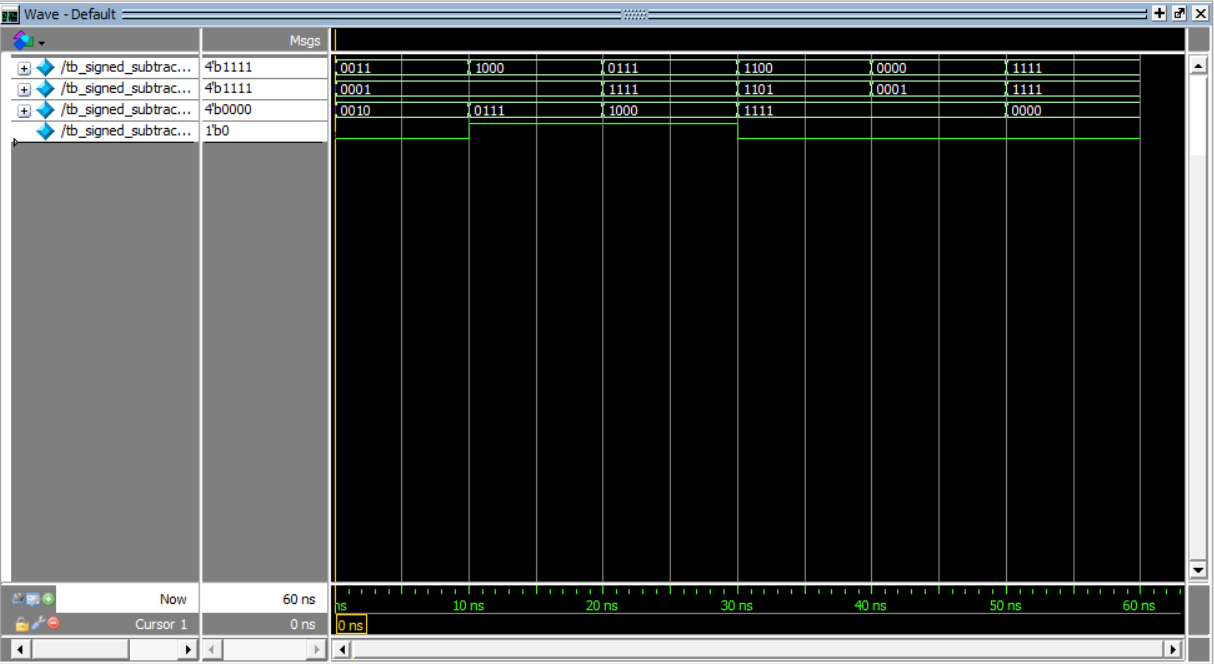 Wave - Default
Msgs
/tb_signed_subtrac... 4'b1111 0011 1000 0111 1100 0000 1111
/tb_signed_subtrac... 4'b1111 0001 1111 1101 0001 1111
/tb_signed_subtrac... 4'b0000 0010 0111 1000 1111 0000
/tb_signed_subtrac... 1'b0
Now 60 ns ns 10 ns 20 ns 30 ns 40 ns 50 ns 60 ns
Cursor 1 0 ns 0 ns